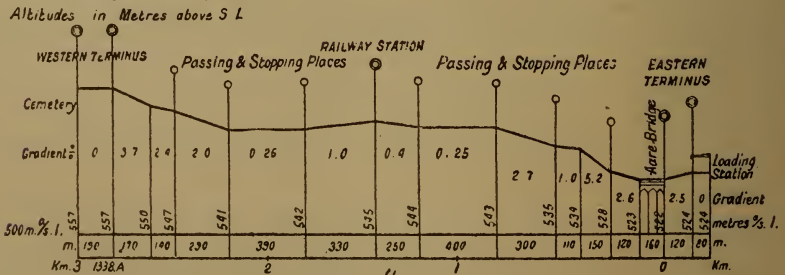 Altitudes in Metres above S L
RAILWAY STATION
WESTERN TERMINUS
Passing & Stopping Places
Passing & Stopping Places
EASTERN
TERMINUS
Aare Bridge
Cemetery
Loading
Station
Gradient % 0 3.7 2.4 2.0 0.26 1.0 0.4 0.25 2.7 1.0 5.2 2.6 2.5 0 Gradient
500 m. %s. l. 557 557 550 547 541 542 545 544 543 535 534 528 523 522 524 524 metres %s. l.
m. 190 170 140 290 390 330 250 400 300 110 150 120 160 120 80 m.
Km. 3 1338.A 2 1 0 Km.